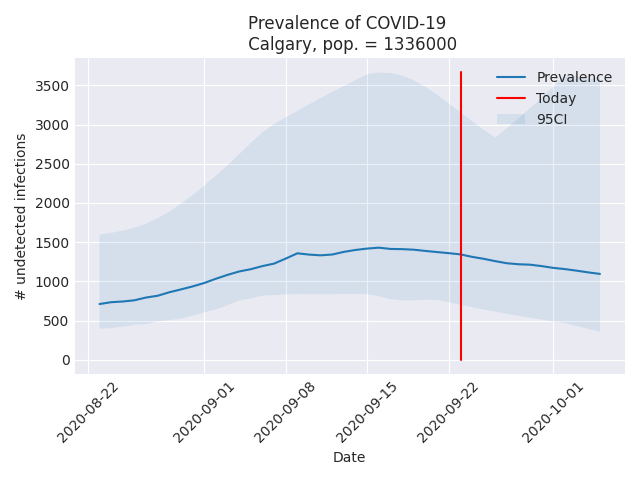 Prevalence of COVID-19
Calgary, pop. = 1336000
Prevalence
Today
95CI
# undetected infections
3500
3000
2500
2000
1500
1000
500
0
2020-08-22
2020-09-01
2020-09-08
2020-09-15
2020-09-22
2020-10-01
Date